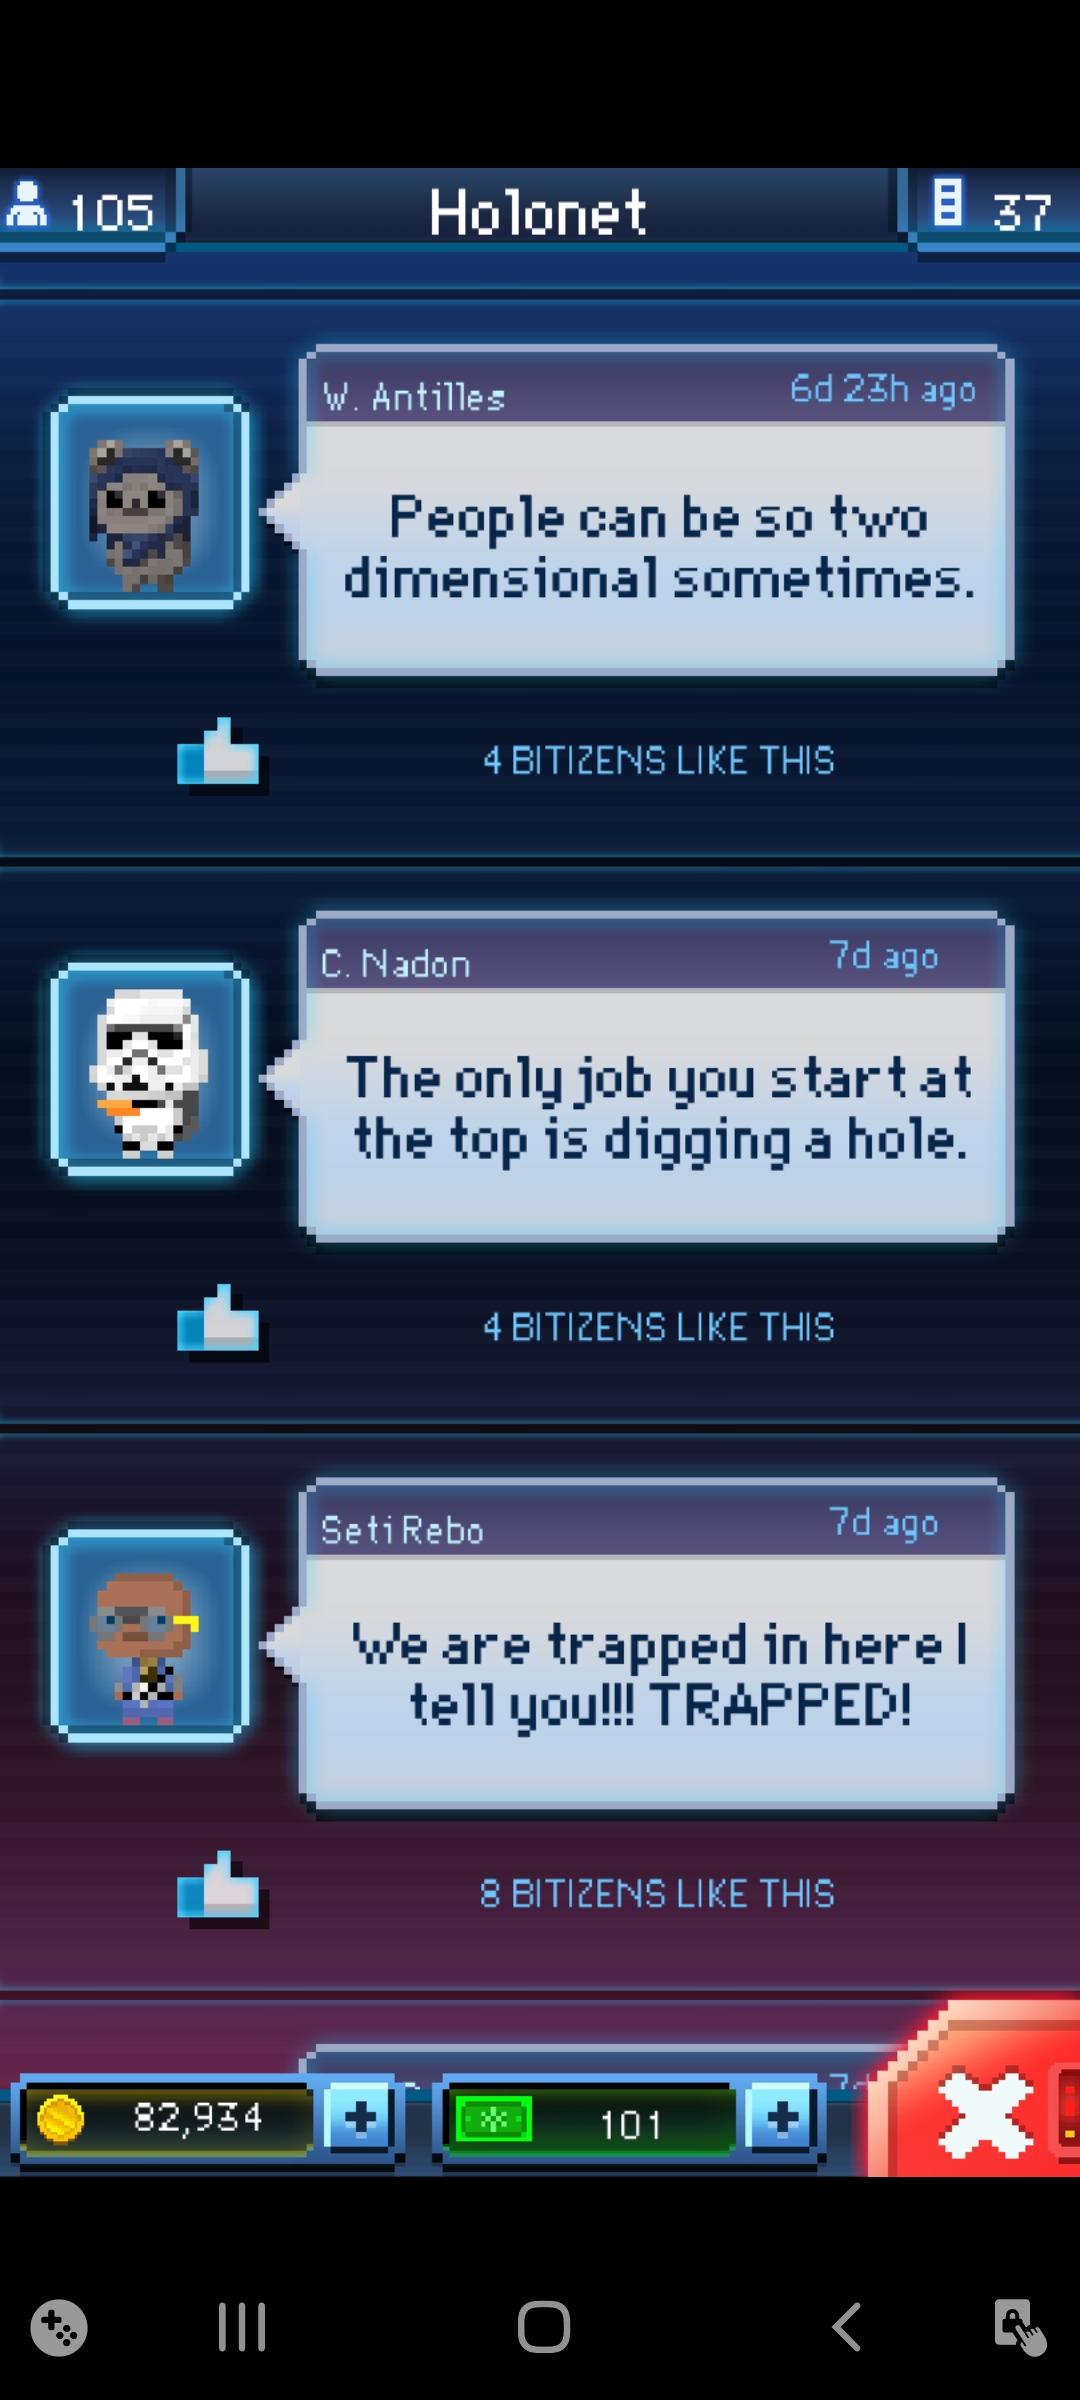 105
Holonet
37
W. Antilles
6d 23h ago
People can be so two
dimensional sometimes.
4 BITIZENS LIKE THIS
C. Nadon
7d ago
The only job you start at
the top is digging a hole.
4 BITIZENS LIKE THIS
Seti Rebo
7d ago
We are trapped in here I
tell you!!! TRAPPED!
8 BITIZENS LIKE THIS
82,934
101